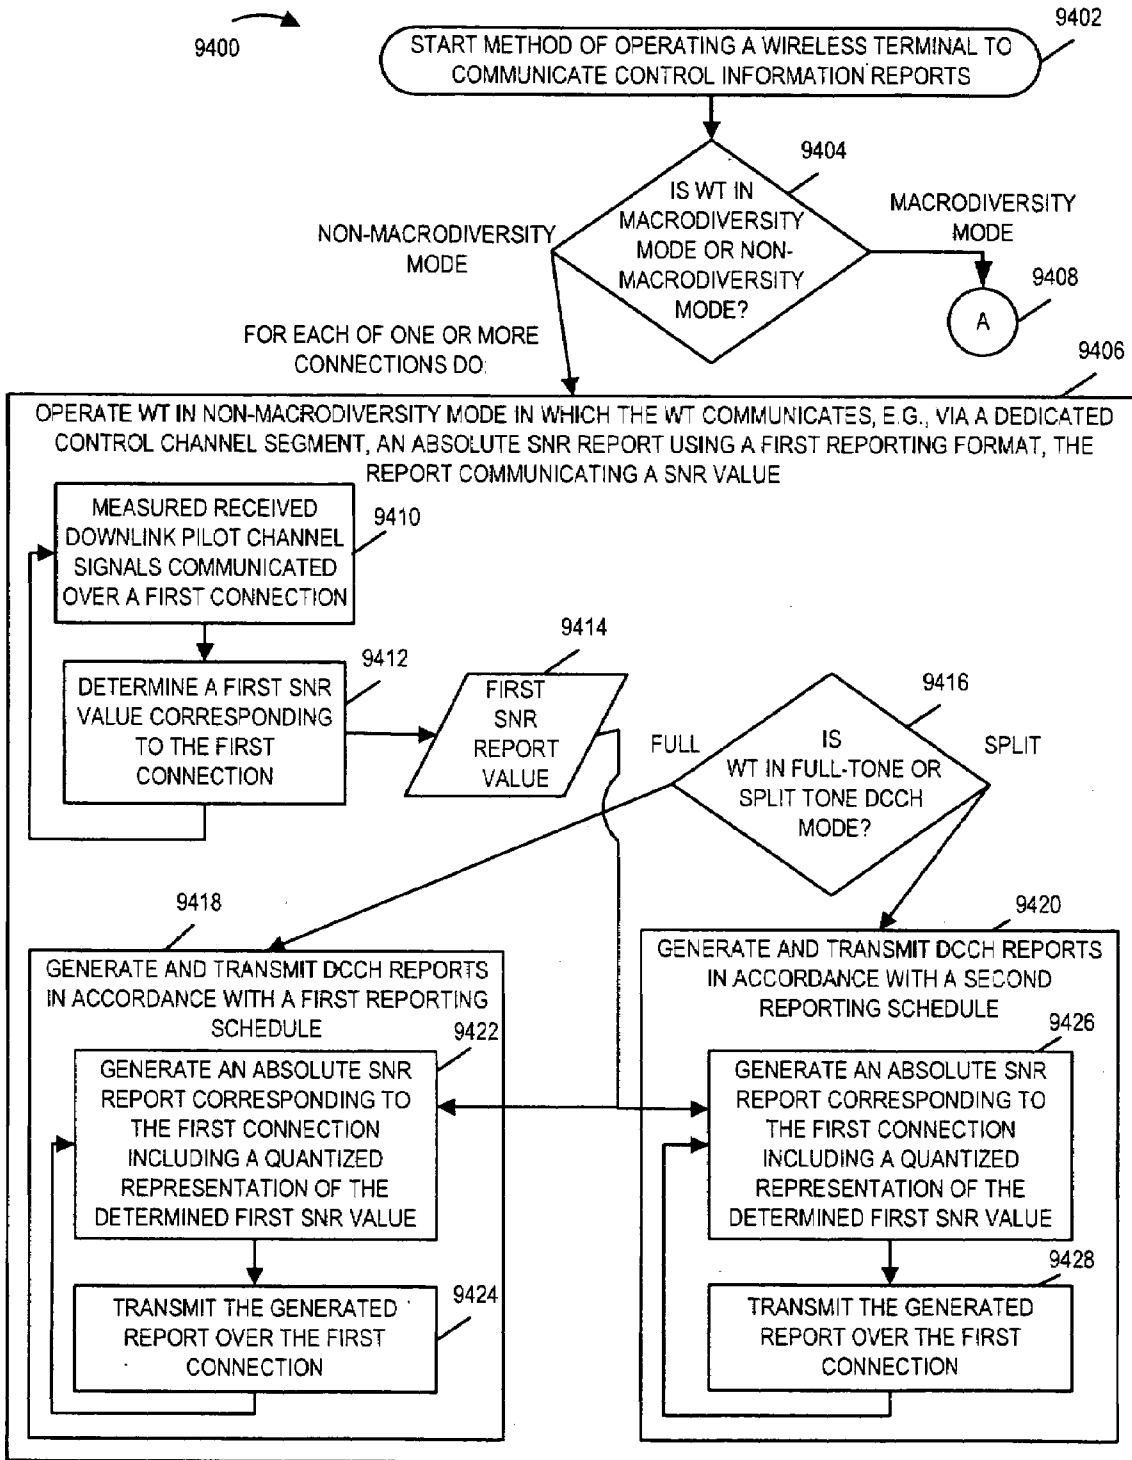 9400
9402
START METHOD OF OPERATING A WIRELESS TERMINAL TO
COMMUNICATE CONTROL INFORMATION REPORTS
9404
IS WT IN
MACRODIVERSITY
MODE OR NON-
MACRODIVERSITY
MODE?
NON-MACRODIVERSITY
MODE
MACRODIVERSITY
MODE
9408
A
FOR EACH OF ONE OR MORE
CONNECTIONS DO:
9406
OPERATE WT IN NON-MACRODIVERSITY MODE IN WHICH THE WT COMMUNICATES, E.G., VIA A DEDICATED
CONTROL CHANNEL SEGMENT, AN ABSOLUTE SNR REPORT USING A FIRST REPORTING FORMAT, THE
REPORT COMMUNICATING A SNR VALUE
MEASURED RECEIVED
DOWNLINK PILOT CHANNEL
SIGNALS COMMUNICATED
OVER A FIRST CONNECTION
9410
9412
DETERMINE A FIRST SNR
VALUE CORRESPONDING
TO THE FIRST
CONNECTION
9414
FIRST
SNR
REPORT
VALUE
9416
FULL
SPLIT
IS
WT IN FULL-TONE OR
SPLIT TONE DCCH
MODE?
9418
GENERATE AND TRANSMIT DCCH REPORTS
IN ACCORDANCE WITH A FIRST REPORTING
SCHEDULE
9422
GENERATE AN ABSOLUTE SNR
REPORT CORRESPONDING TO
THE FIRST CONNECTION
INCLUDING A QUANTIZED
REPRESENTATION OF THE
DETERMINED FIRST SNR VALUE
9424
TRANSMIT THE GENERATED
REPORT OVER THE FIRST
CONNECTION
9420
GENERATE AND TRANSMIT DCCH REPORTS
IN ACCORDANCE WITH A SECOND
REPORTING SCHEDULE
9426
GENERATE AN ABSOLUTE SNR
REPORT CORRESPONDING TO
THE FIRST CONNECTION
INCLUDING A QUANTIZED
REPRESENTATION OF THE
DETERMINED FIRST SNR VALUE
9428
TRANSMIT THE GENERATED
REPORT OVER THE FIRST
CONNECTION